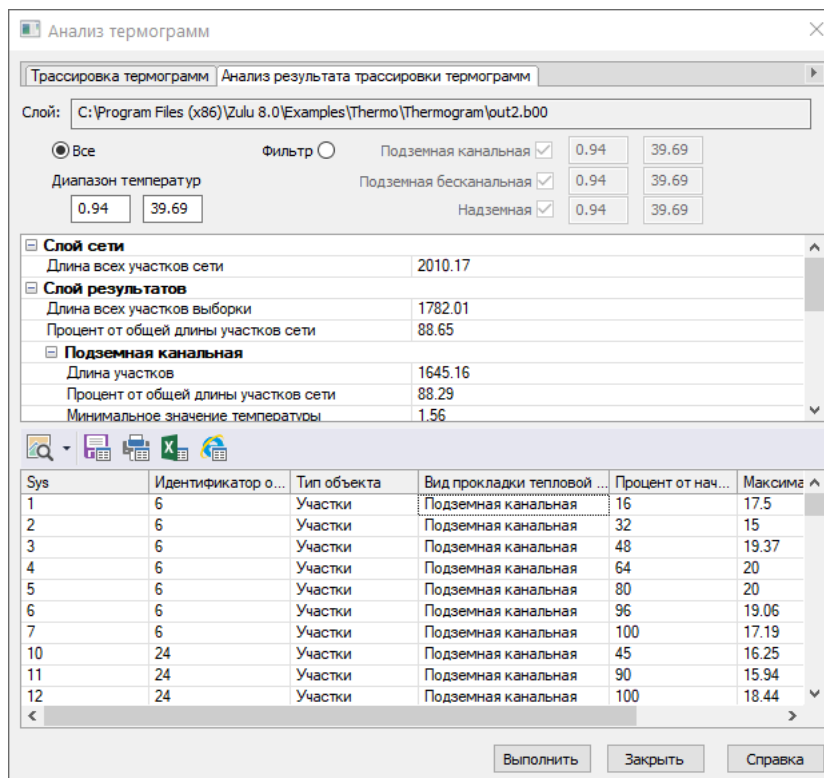 Анализ термограмм
Трассировка термограмм Анализ результата трассировки термограмм
Слой: C:\Program Files (x86)\Zulu 8.0\Examples\Thermo\Thermogram\out2.b00
Все Фильтр Подземная канальная 0.94 39.69
Диапазон температур Подземная бесканальная 0.94 39.69
0.94 39.69 Надземная 0.94 39.69
Слой сети
Длина всех участков сети 2010.17
Слой результатов
Длина всех участков выборки 1782.01
Процент от общей длины участков сети 88.65
Подземная канальная
Длина участков 1645.16
Процент от общей длины участков сети 88.29
Минимальное значение температуры 1.56
Sys Идентификатор о... Тип объекта Вид прокладки тепловой ... Процент от нач... Максима
1 6 Участки Подземная канальная 16 17.5
2 6 Участки Подземная канальная 32 15
3 6 Участки Подземная канальная 48 19.37
4 6 Участки Подземная канальная 64 20
5 6 Участки Подземная канальная 80 20
6 6 Участки Подземная канальная 96 19.06
7 6 Участки Подземная канальная 100 17.19
10 24 Участки Подземная канальная 45 16.25
11 24 Участки Подземная канальная 90 15.94
12 24 Участки Подземная канальная 100 18.44
Выполнить Закрыть Справка